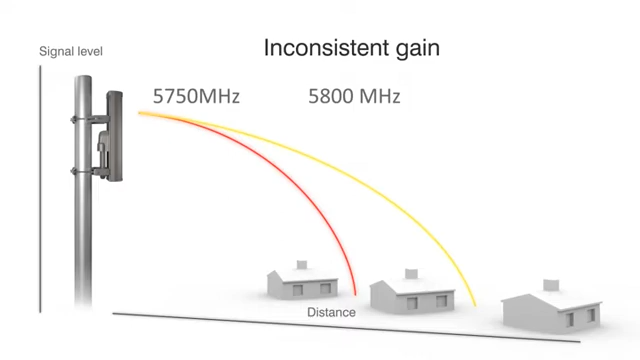 Inconsistent gain
Signal level
5750MHz
5800 MHz
Distance